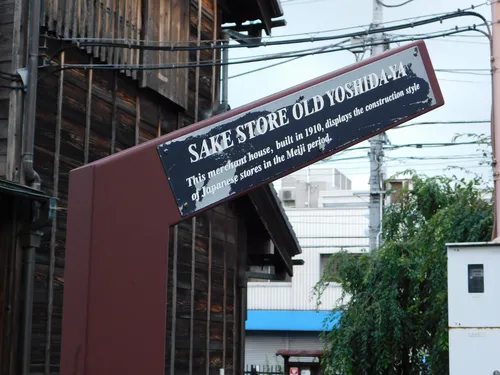 SAKE STORE OLD YOSHIDA-YA
This merchant house, built in 1910, displays the construction style
of Japanese stores in the Meiji period.